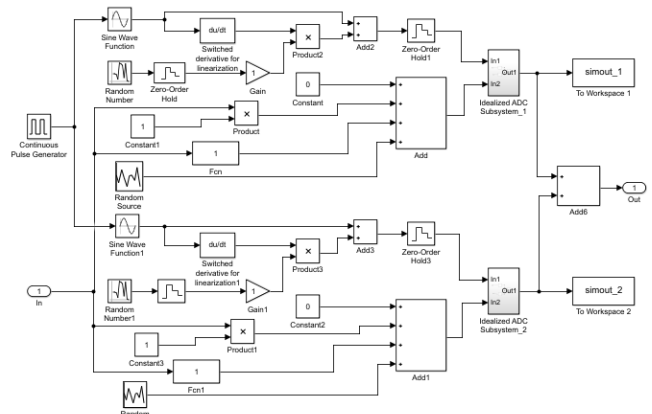 Sine Wave
Function
du/dt
Switched
derivative for
linearization
×
Product2
+
+
Add2
Zero-Order
Hold1
Random
Number
Zero-Order
Hold
1
Gain
0
Constant
In1
In2
Out1
Idealized ADC
Subsystem_1
simout_1
To Workspace 1
Continuous
Pulse Generator
1
Constant1
×
Product
1
Fcn
+
+
+
+
Add
Random
Source
+
+
Add6
1
Out
Sine Wave
Function1
du/dt
Switched
derivative for
linearization1
×
Product3
+
+
Add3
Zero-Order
Hold3
1
In
Random
Number1
1
Gain1
0
Constant2
In1
In2
Out1
Idealized ADC
Subsystem_2
simout_2
To Workspace 2
1
Constant3
×
Product1
1
Fcn1
+
+
+
+
Add1
Random